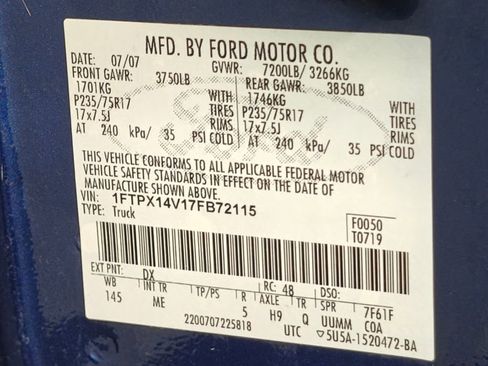 MFD. BY FORD MOTOR CO.
07/07 GVWR: 7200LB/ 3266KG
FRONT GAWR: 3750LB REAR GAWR: 3850LB
1701KG WITH 1746KG WITH
P235/75R17 TIRES P235/75R17 TIRES
17x7.5J RIMS 17x7.5J RIMS
AT 240 kPa/ 35 PSI COLD AT 240 kPa/ 35 PSI COLD
THIS VEHICLE CONFORMS TO ALL APPLICABLE FEDERAL MOTOR
VEHICLE SAFETY STANDARDS IN EFFECT ON THE DATE OF
MANUFACTURE SHOWN ABOVE.
VIN: 1FTPX14V17FB72115 F0050
TYPE: Truck T0719
EXT PNT: DX RC: 4B DSO:
WB INT TR TP/PS R AXLE TR SPR 7F61F
145 ME 5 H9 Q UUMM COA
2200707225818 UTC ▽5U5A-1520472-BA
Ford